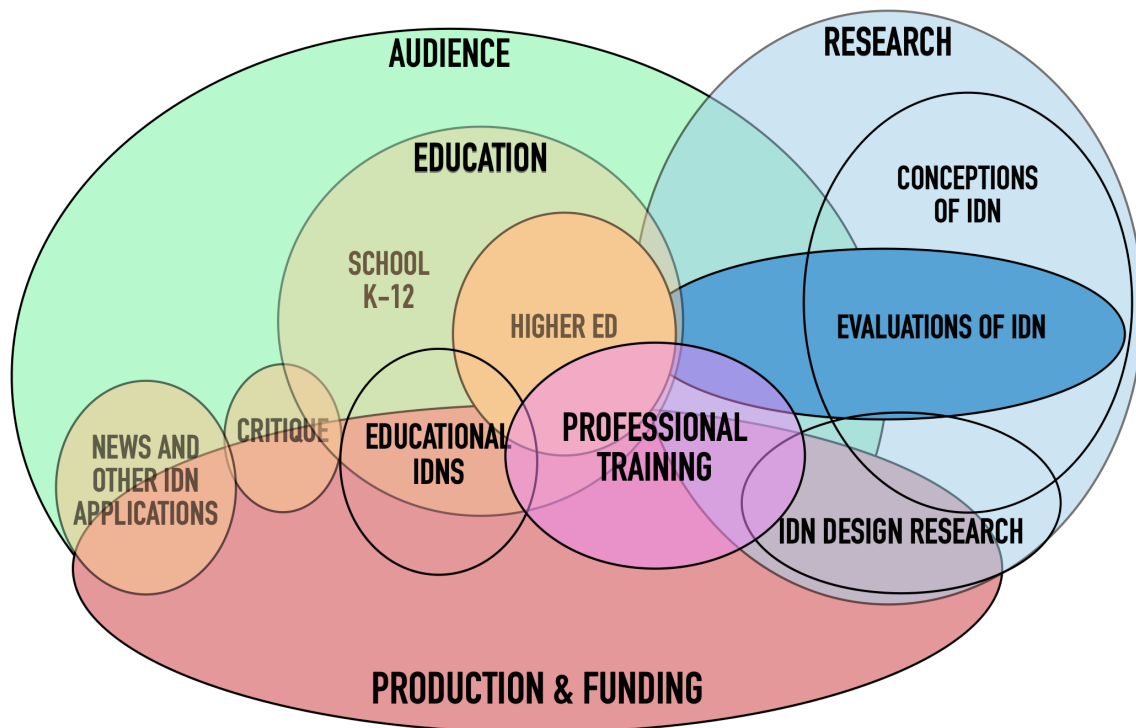 AUDIENCE
RESEARCH
EDUCATION
CONCEPTIONS
OF IDN
SCHOOL
K-12
HIGHER ED
EVALUATIONS OF IDN
NEWS AND
OTHER IDN
APPLICATIONS
CRITIQUE
EDUCATIONAL
IDNS
PROFESSIONAL
TRAINING
IDN DESIGN RESEARCH
PRODUCTION & FUNDING